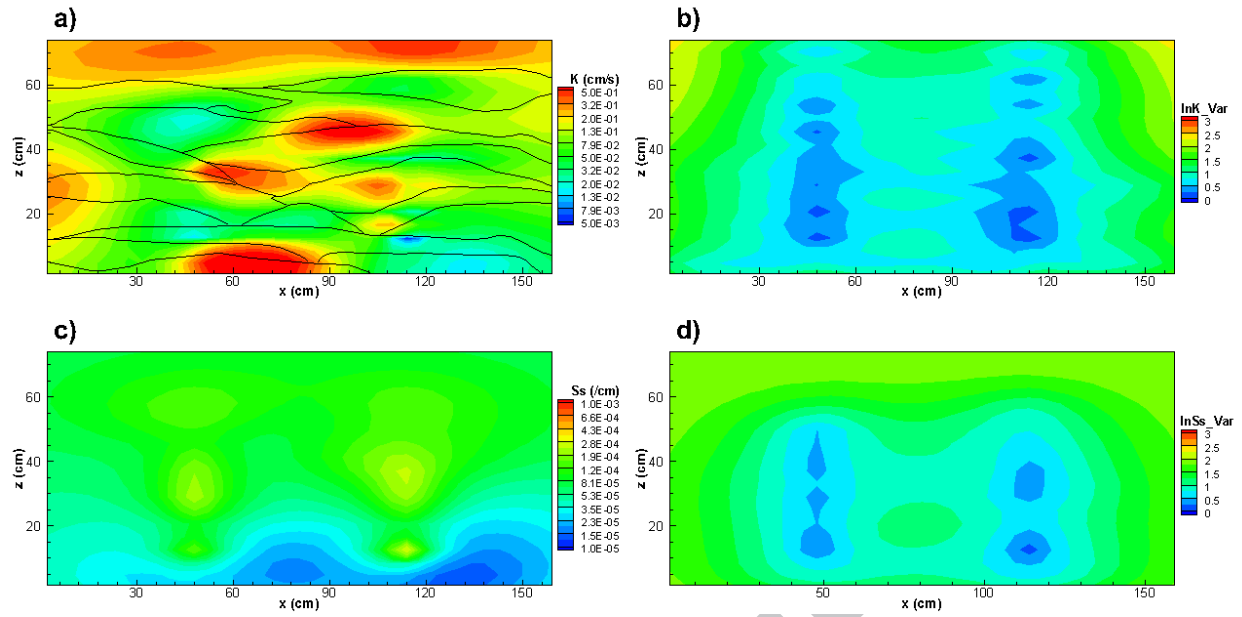 a)
K (cm/s)
5.0E-01
3.2E-01
2.0E-01
1.3E-01
7.9E-02
5.0E-02
3.2E-02
2.0E-02
1.3E-02
7.9E-03
5.0E-03
z (cm)
60
40
20
30
60
90
120
150
x (cm)
b)
lnK_Var
3
2.5
2
1.5
1
0.5
0
z (cm)
60
40
20
30
60
90
120
150
x (cm)
c)
Ss (/cm)
1.0E-03
6.6E-04
4.3E-04
2.8E-04
1.9E-04
1.2E-04
8.1E-05
5.3E-05
3.5E-05
2.3E-05
1.5E-05
1.0E-05
z (cm)
60
40
20
30
60
90
120
150
x (cm)
d)
lnSs_Var
3
2.5
2
1.5
1
0.5
0
z (cm)
60
40
20
50
100
150
x (cm)